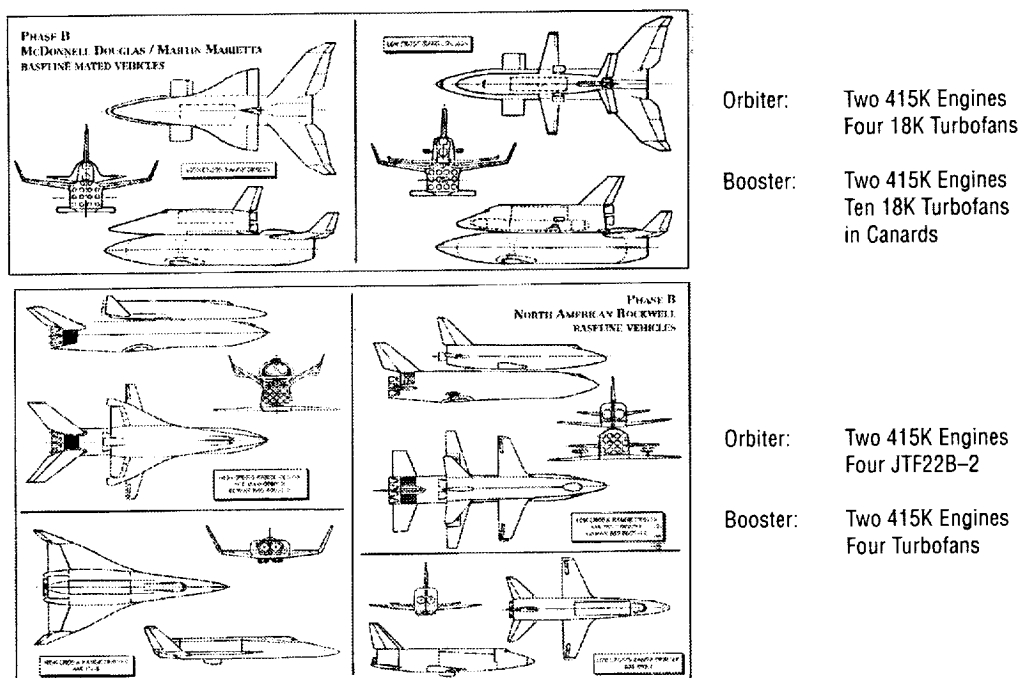 PHASE B
MCDONNELL DOUGLAS / MARTIN MARIETTA
BASELINE MATED VEHICLES
Orbiter: Two 415K Engines
Four 18K Turbofans
Booster: Two 415K Engines
Ten 18K Turbofans
in Canards
PHASE B
NORTH AMERICAN ROCKWELL
BASELINE VEHICLES
Orbiter: Two 415K Engines
Four JTF22B–2
Booster: Two 415K Engines
Four Turbofans